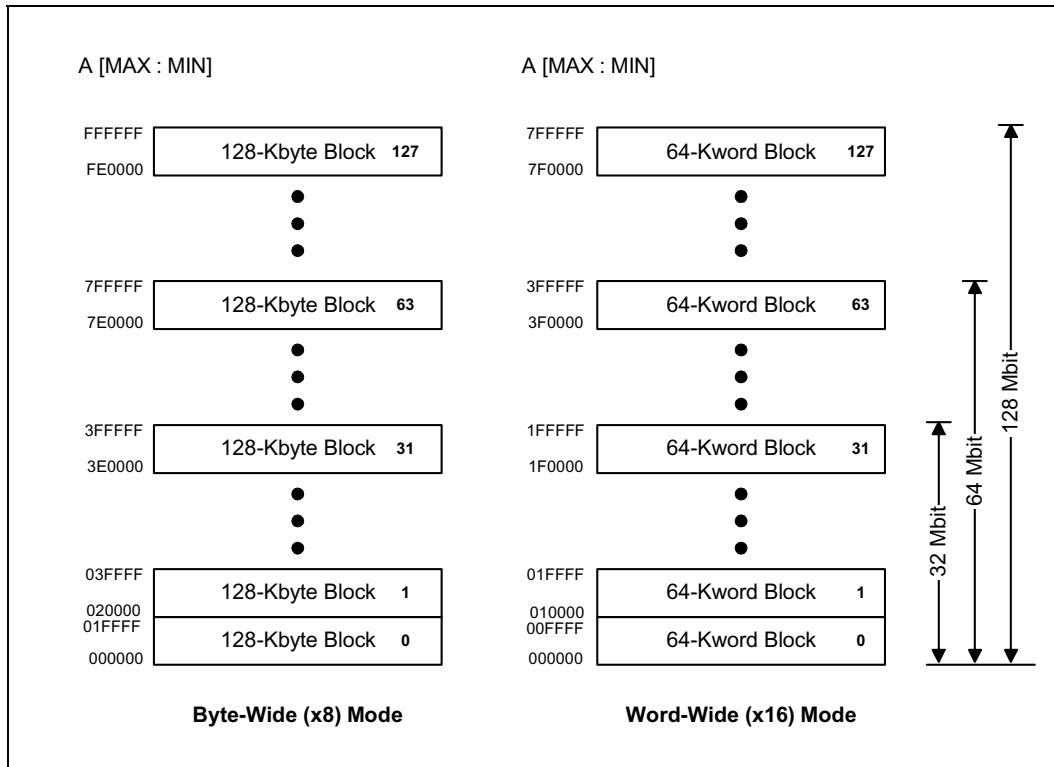 A [MAX : MIN]
FFFFFF
128-Kbyte Block 127
FE0000
7FFFFF
128-Kbyte Block 63
7E0000
3FFFFF
128-Kbyte Block 31
3E0000
03FFFF
128-Kbyte Block 1
020000
01FFFF
128-Kbyte Block 0
000000
Byte-Wide (x8) Mode
A [MAX : MIN]
7FFFFF
64-Kword Block 127
7F0000
3FFFFF
64-Kword Block 63
3F0000
1FFFFF
64-Kword Block 31
1F0000
01FFFF
64-Kword Block 1
010000
00FFFF
64-Kword Block 0
000000
Word-Wide (x16) Mode
32 Mbit
64 Mbit
128 Mbit